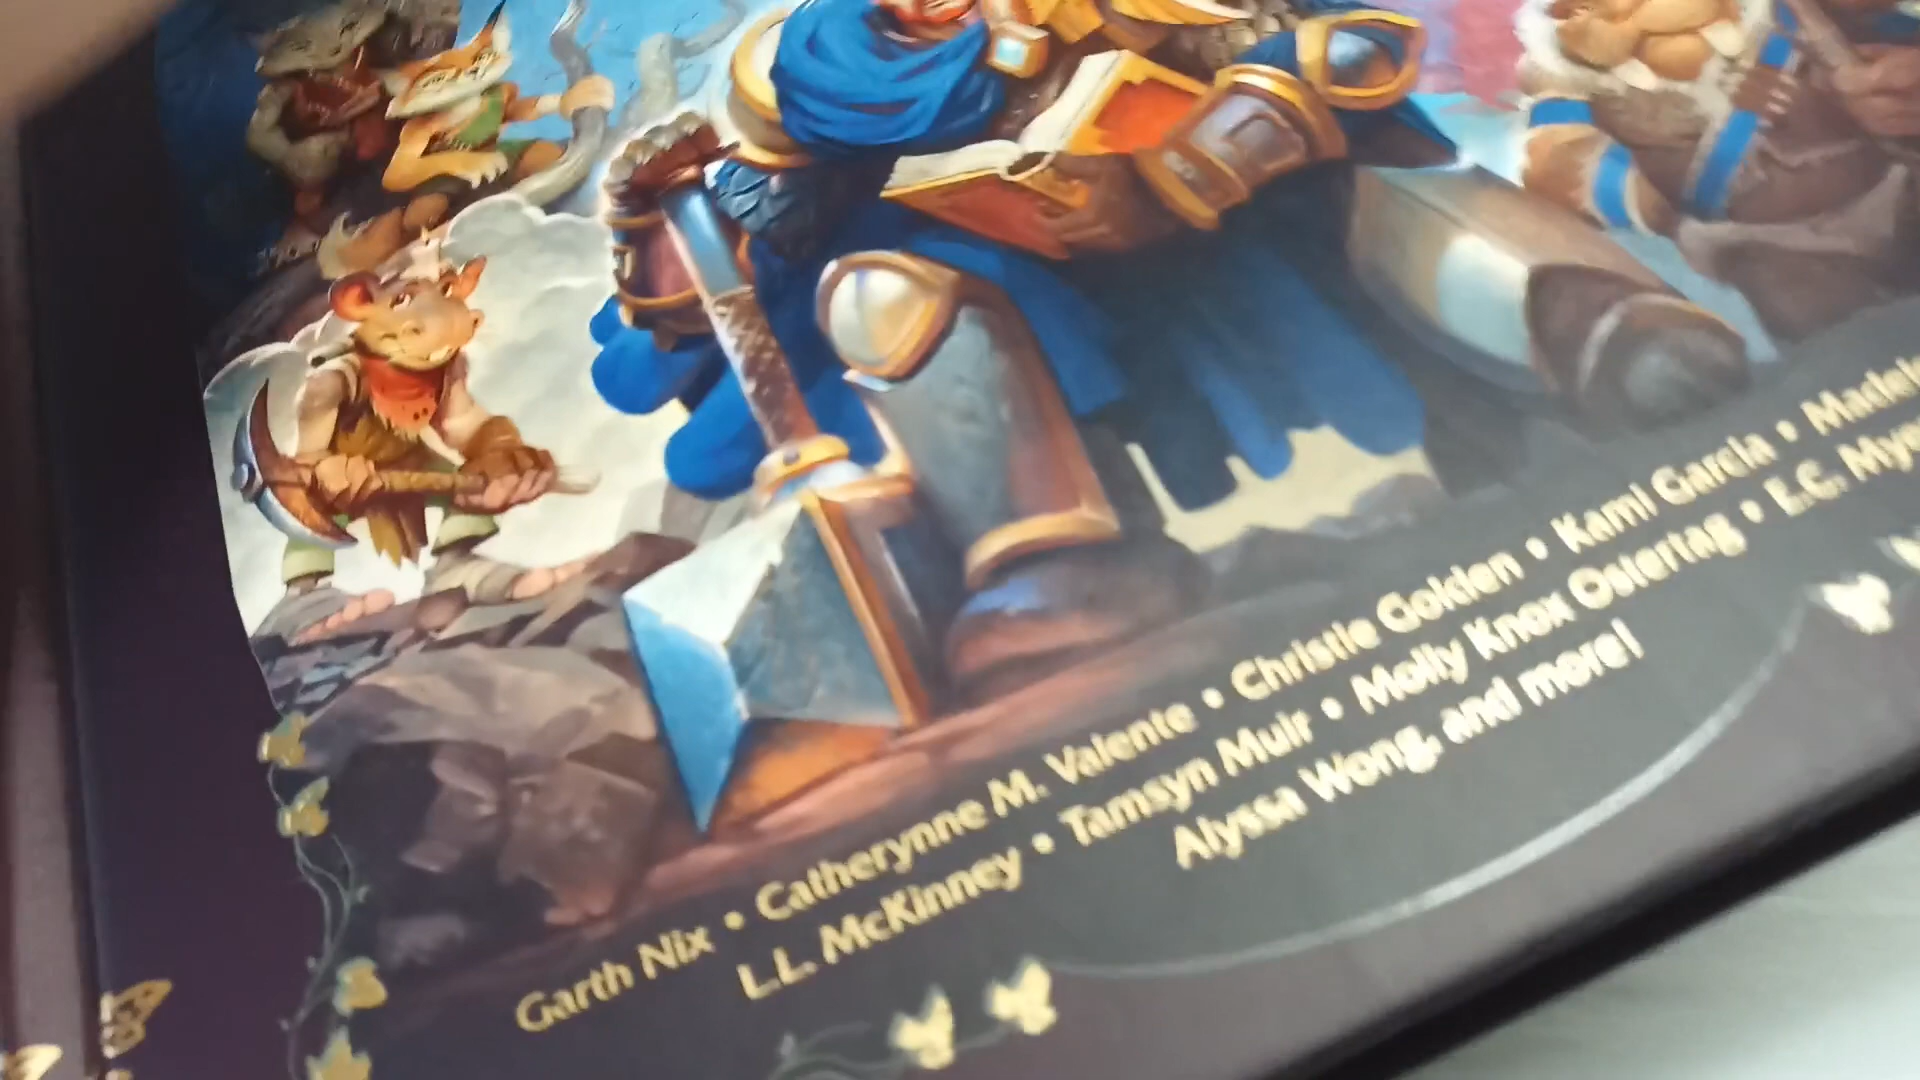 Garth Nix • Catherynne M. Valente • Christie Golden • Kami Garcia •
L.L. McKinney • Tamsyn Muir • Molly Knox Ostertag • E.C.
Alyssa Wong, and more!